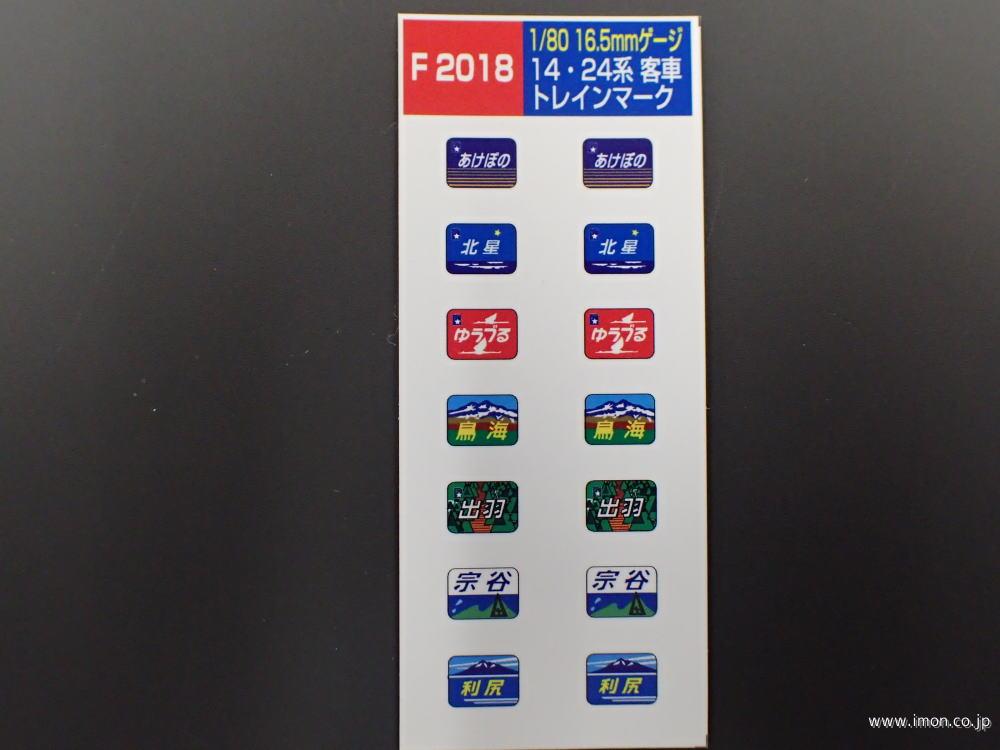 F 2018
1/80 16.5mmゲージ
14・24系 客車
トレインマーク
あけぼの あけぼの
北星 北星
ゆうづる ゆうづる
鳥海 鳥海
出羽 出羽
宗谷 宗谷
利尻 利尻
www.imon.co.jp